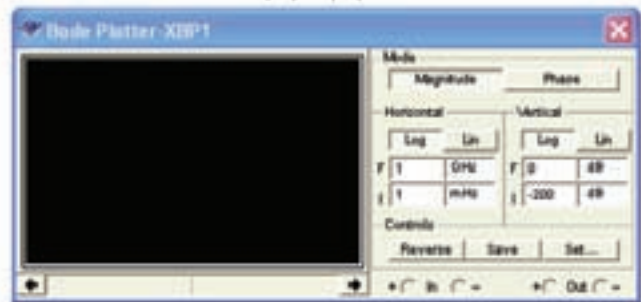 Bode Plotter-XBP1
Mode
Magnitude Phase
Horizontal Vertical
Log Lin Log Lin
F 1 GHz F 0 dB
I 1 mHz I -200 dB
Controls
Reverse Save Set...
+ In - + Out -